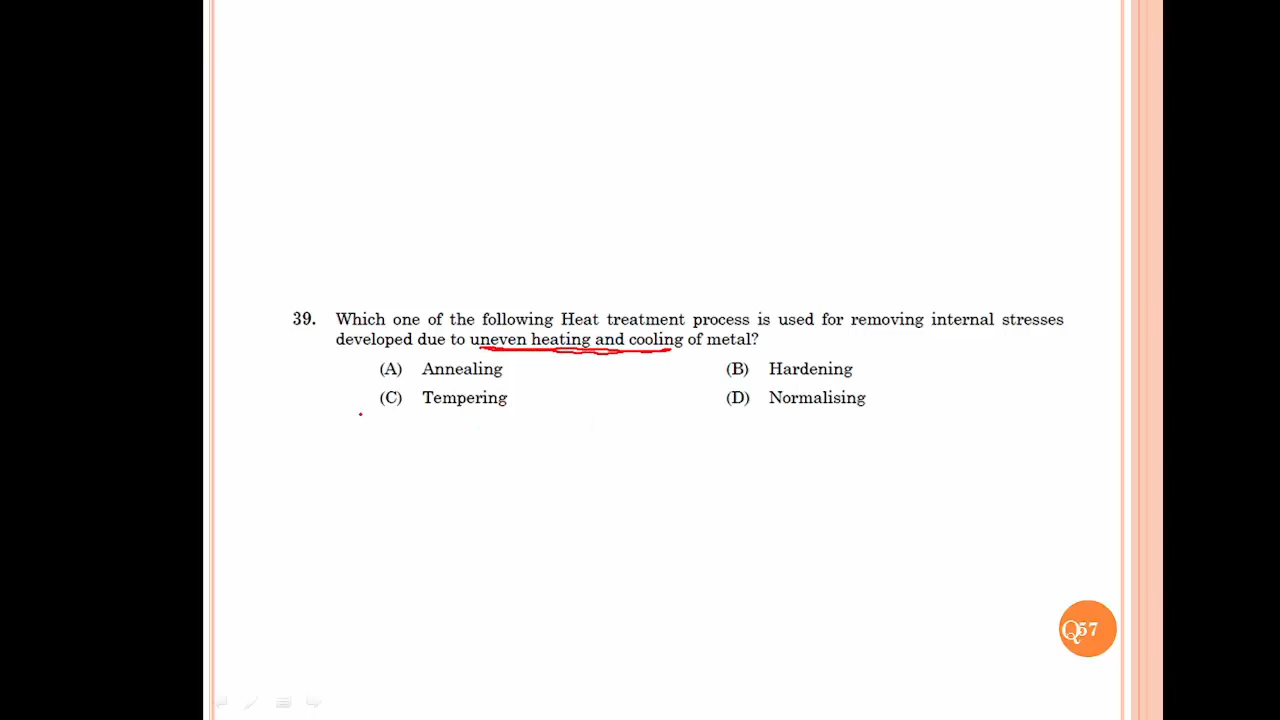 39. Which one of the following Heat treatment process is used for removing internal stresses
developed due to uneven heating and cooling of metal?
(A) Annealing (B) Hardening
(C) Tempering (D) Normalising
Q57